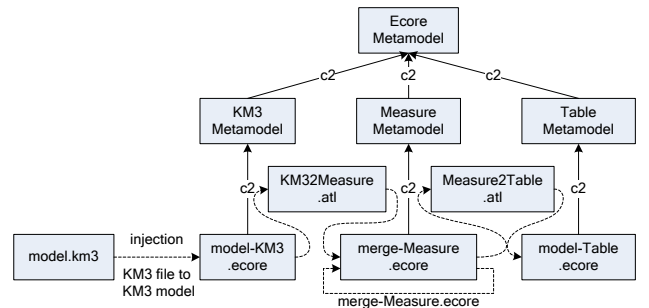 Ecore
Metamodel
c2
c2
c2
KM3
Metamodel
Measure
Metamodel
Table
Metamodel
KM32Measure
.atl
Measure2Table
.atl
c2
c2
c2
model.km3
injection
KM3 file to
KM3 model
model-KM3
.ecore
merge-Measure
.ecore
model-Table
.ecore
merge-Measure.ecore